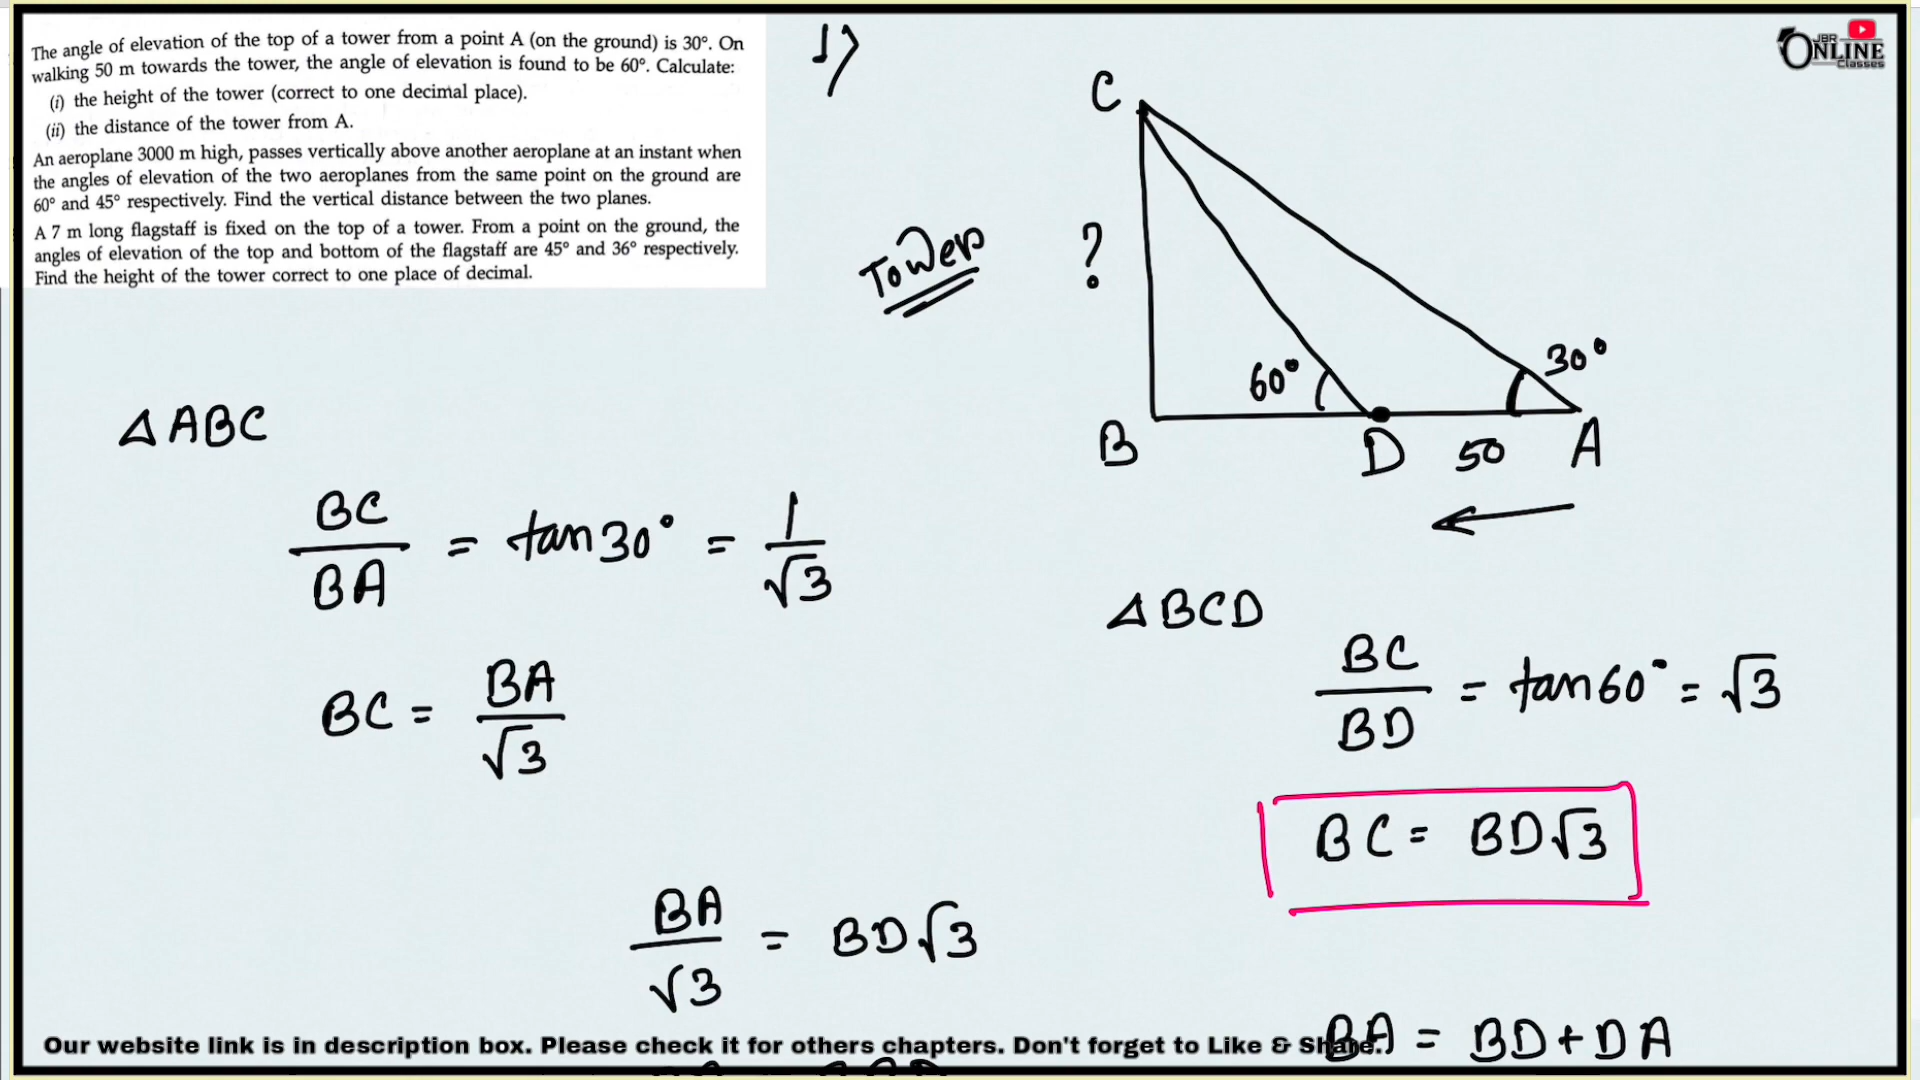 The angle of elevation of the top of a tower from a point A (on the ground) is 30°. On
walking 50 m towards the tower, the angle of elevation is found to be 60°. Calculate:
(i) the height of the tower (correct to one decimal place).
(ii) the distance of the tower from A.
An aeroplane 3000 m high, passes vertically above another aeroplane at an instant when
the angles of elevation of the two aeroplanes from the same point on the ground are
60° and 45° respectively. Find the vertical distance between the two planes.
A 7 m long flagstaff is fixed on the top of a tower. From a point on the ground, the
angles of elevation of the top and bottom of the flagstaff are 45° and 36° respectively.
Find the height of the tower correct to one place of decimal.
1)
JBR
ONLINE
Classes
C
Tower
?
60°
30°
B
D
50
A
△ABC
BC/BA = tan30° = 1/√3
BC = BA/√3
△BCD
BC/BD = tan60° = √3
BC = BD√3
BA/√3 = BD√3
BA = BD+DA
Our website link is in description box. Please check it for others chapters. Don't forget to Like & Share..